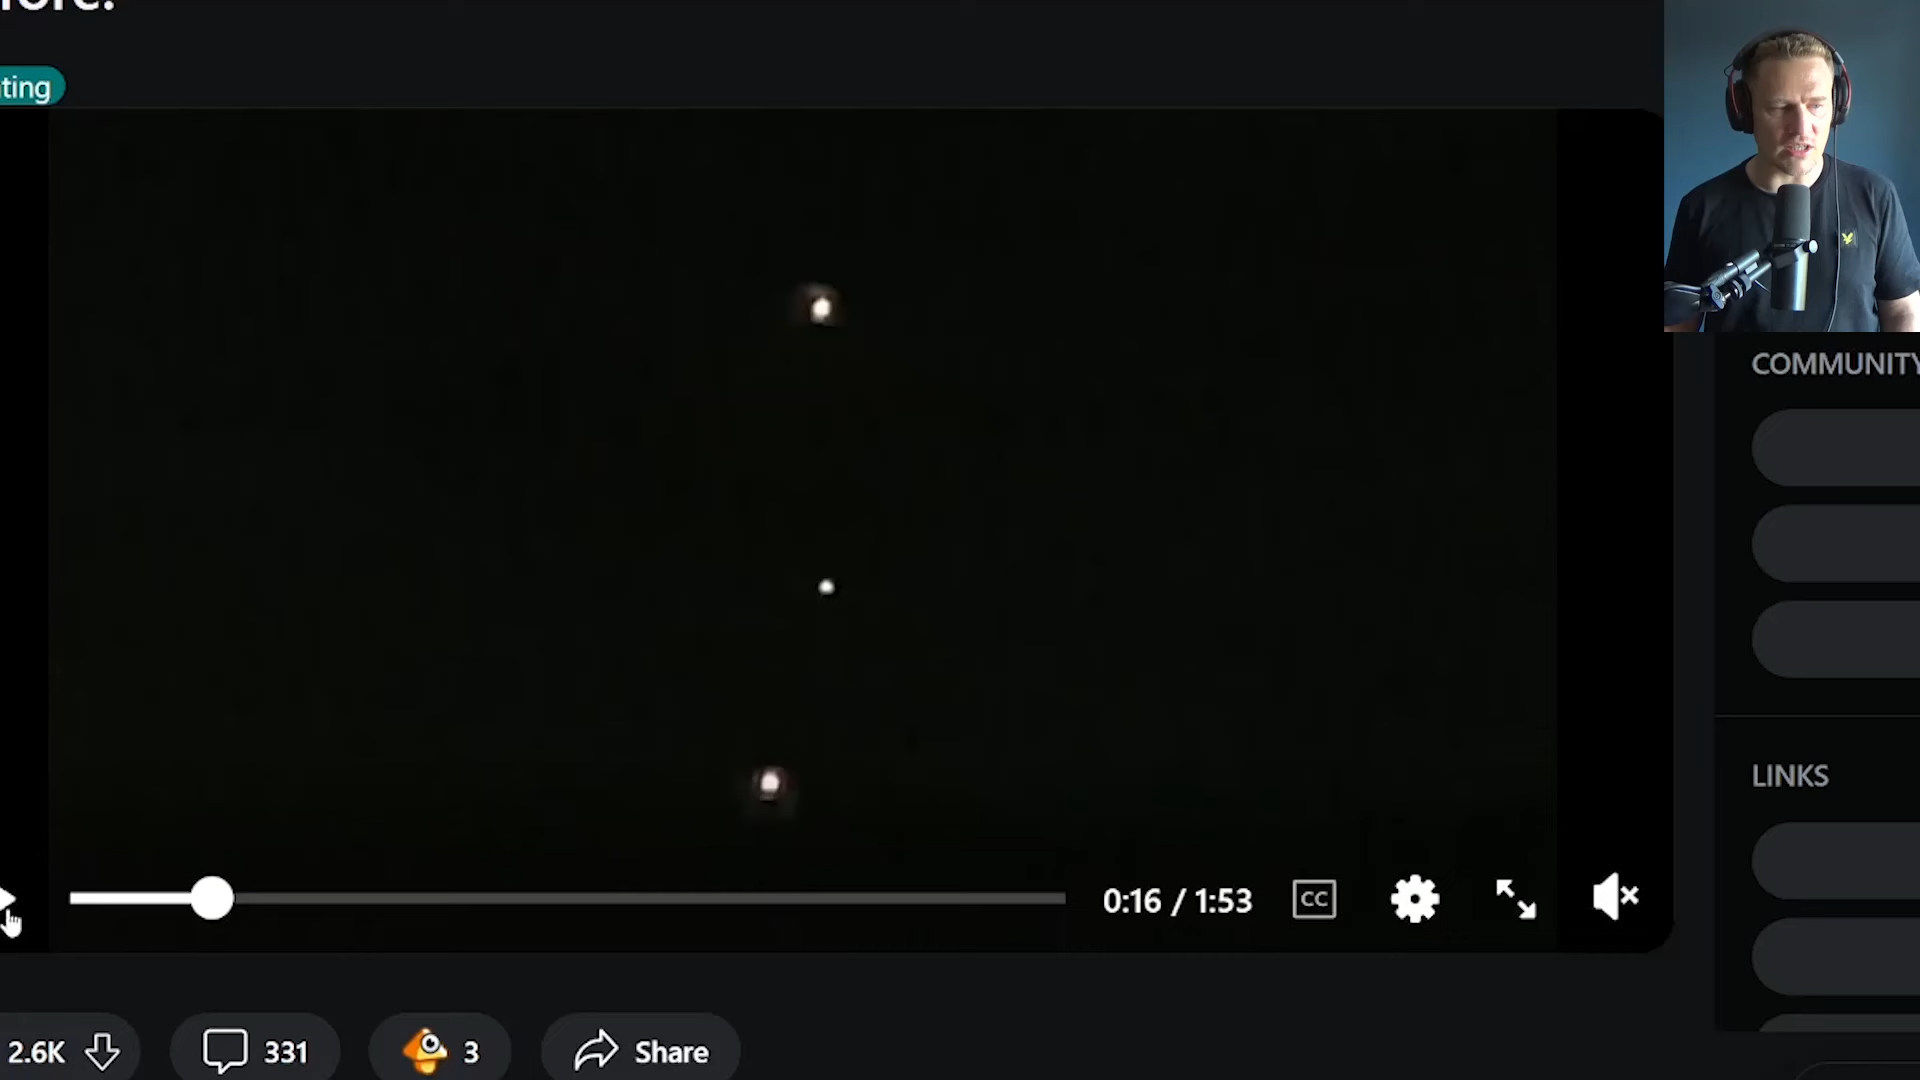 ting
COMMUNITY
LINKS
0:16 / 1:53
CC
2.6K
331
3
Share